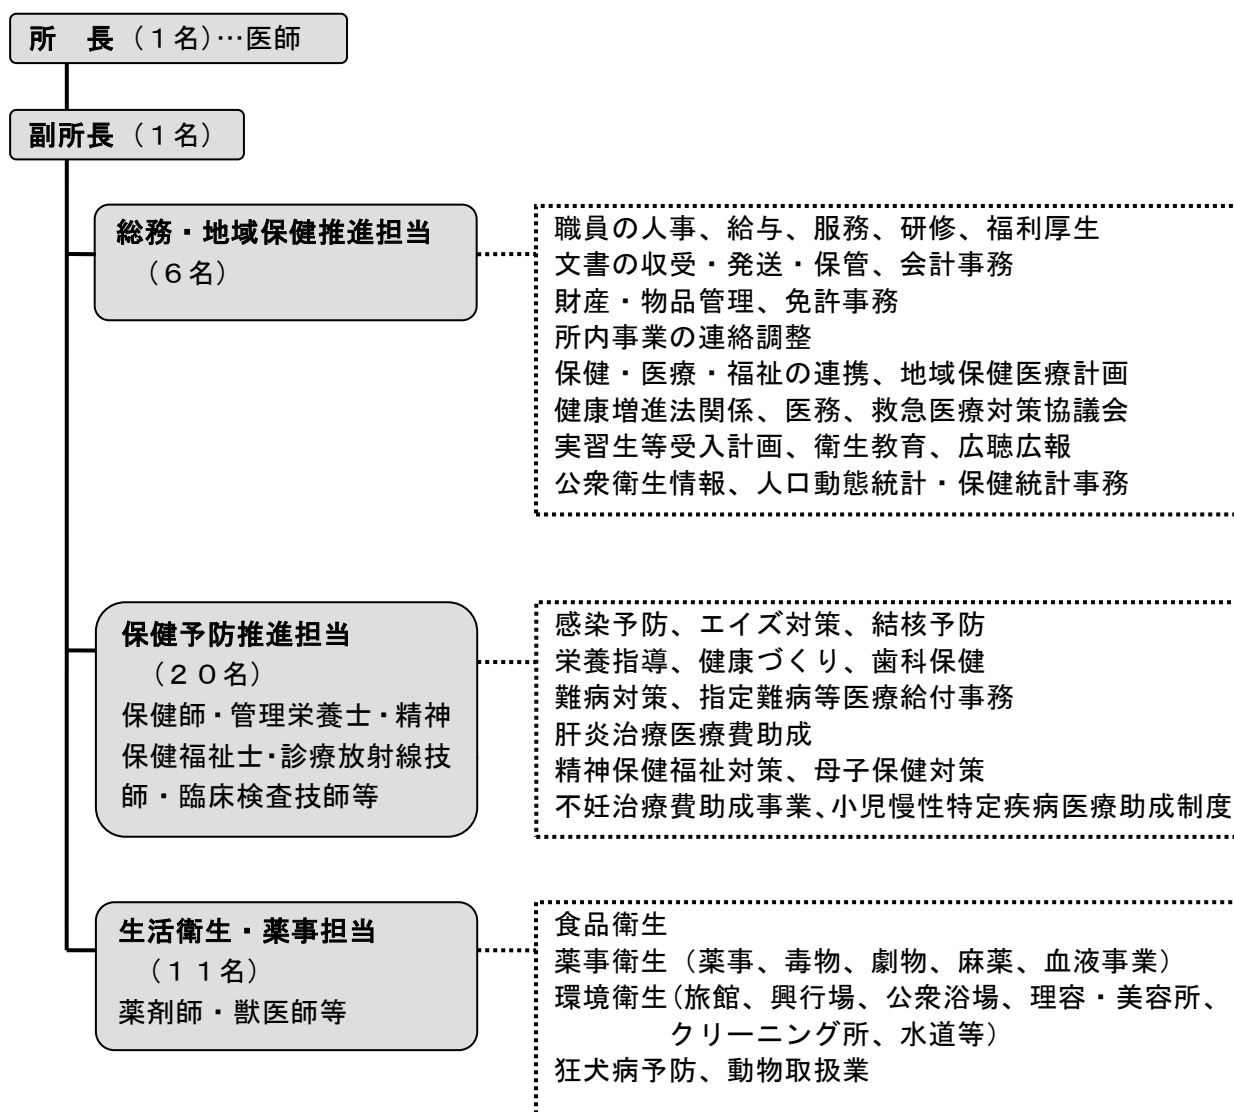 所　長（１名）…医師
副所長（１名）
総務・地域保健推進担当
（６名）
職員の人事、給与、服務、研修、福利厚生
文書の収受・発送・保管、会計事務
財産・物品管理、免許事務
所内事業の連絡調整
保健・医療・福祉の連携、地域保健医療計画
健康増進法関係、医務、救急医療対策協議会
実習生等受入計画、衛生教育、広聴広報
公衆衛生情報、人口動態統計・保健統計事務
保健予防推進担当
（２０名）
保健師・管理栄養士・精神
保健福祉士・診療放射線技
師・臨床検査技師等
感染予防、エイズ対策、結核予防
栄養指導、健康づくり、歯科保健
難病対策、指定難病等医療給付事務
肝炎治療医療費助成
精神保健福祉対策、母子保健対策
不妊治療費助成事業、小児慢性特定疾病医療助成制度
生活衛生・薬事担当
（１１名）
薬剤師・獣医師等
食品衛生
薬事衛生（薬事、毒物、劇物、麻薬、血液事業）
環境衛生（旅館、興行場、公衆浴場、理容・美容所、
クリーニング所、水道等）
狂犬病予防、動物取扱業